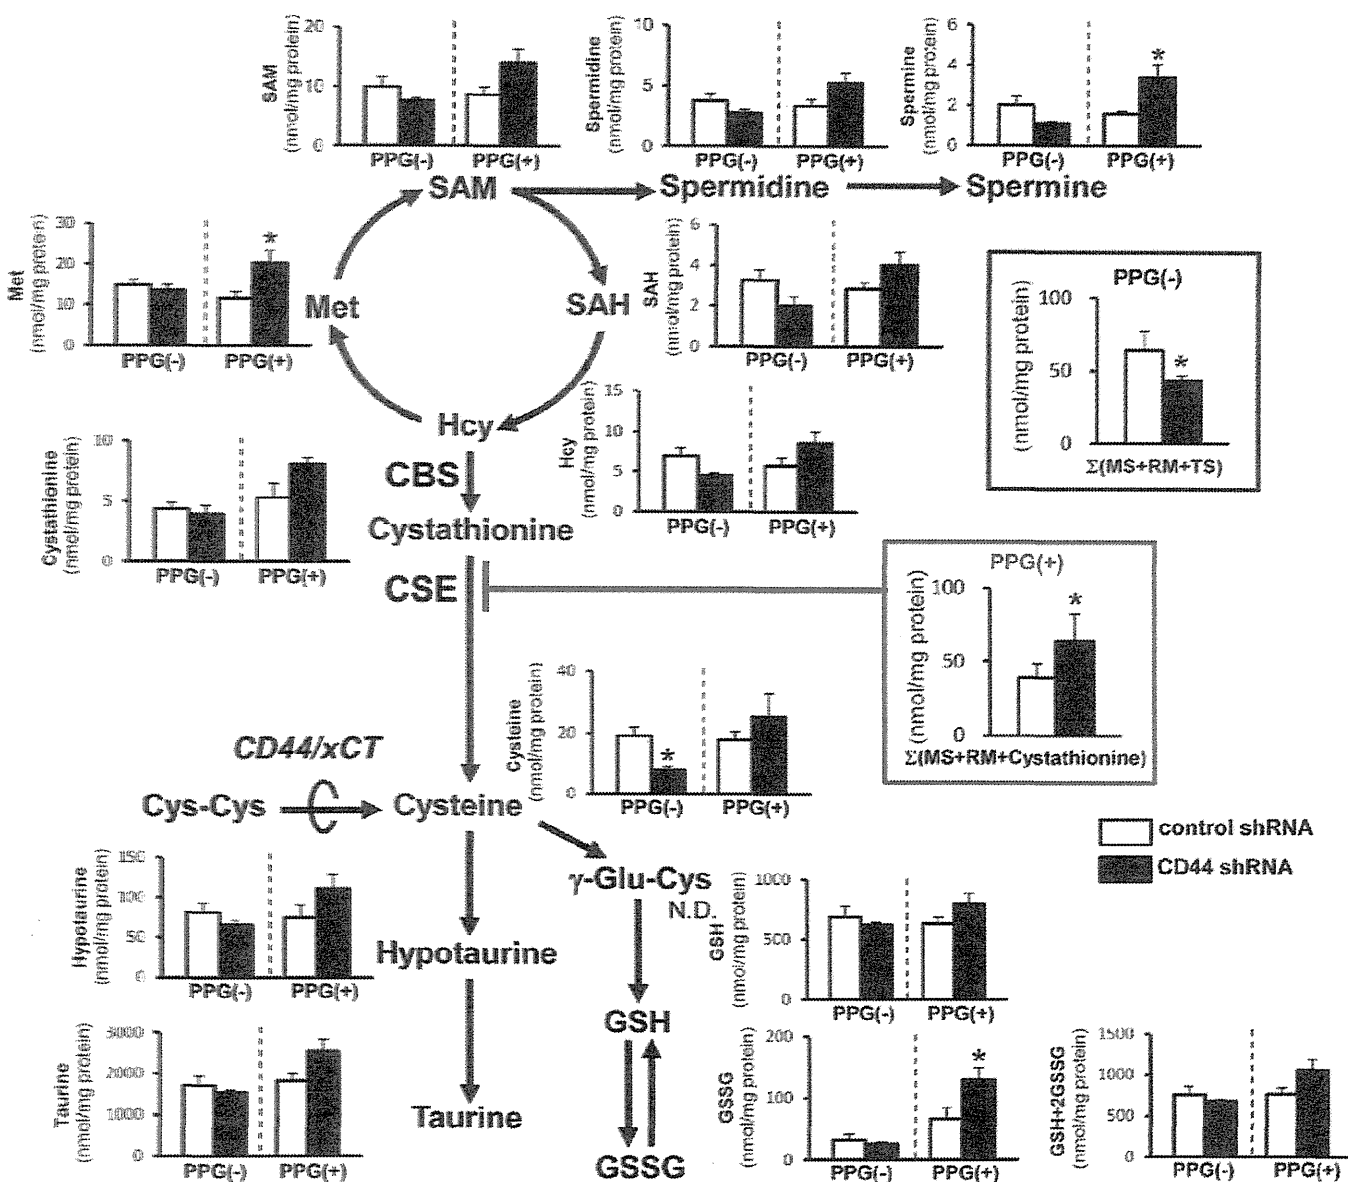 SAM
(nmol/mg protein)
20
10
0
PPG(-)
PPG(+)
Spermidine
(nmol/mg protein)
10
5
0
PPG(-)
PPG(+)
Spermine
(nmol/mg protein)
6
4
2
0
*
PPG(-)
PPG(+)
SAM
Spermidine
Spermine
Met
(nmol/mg protein)
30
20
10
0
*
PPG(-)
PPG(+)
Met
SAH
SAH
(nmol/mg protein)
6
4
2
0
PPG(-)
PPG(+)
PPG(-)
(nmol/mg protein)
100
50
0
*
Σ(MS+RM+TS)
Hcy
Hcy
(nmol/mg protein)
15
10
5
0
PPG(-)
PPG(+)
Cystathionine
(nmol/mg protein)
10
5
0
PPG(-)
PPG(+)
CBS
Cystathionine
CSE
PPG(+)
(nmol/mg protein)
100
50
0
*
Σ(MS+RM+Cystathionine)
Cysteine
(nmol/mg protein)
40
20
0
*
PPG(-)
PPG(+)
CD44/xCT
Cys-Cys
Cysteine
control shRNA
CD44 shRNA
Hypotaurine
(nmol/mg protein)
150
100
50
0
PPG(-)
PPG(+)
γ-Glu-Cys
N.D.
GSH
(nmol/mg protein)
1000
500
0
PPG(-)
PPG(+)
Hypotaurine
GSH
Taurine
(nmol/mg protein)
3000
2000
1000
0
PPG(-)
PPG(+)
Taurine
GSSG
GSSG
(nmol/mg protein)
200
100
0
*
PPG(-)
PPG(+)
GSH+2GSSG
(nmol/mg protein)
1500
1000
500
0
PPG(-)
PPG(+)